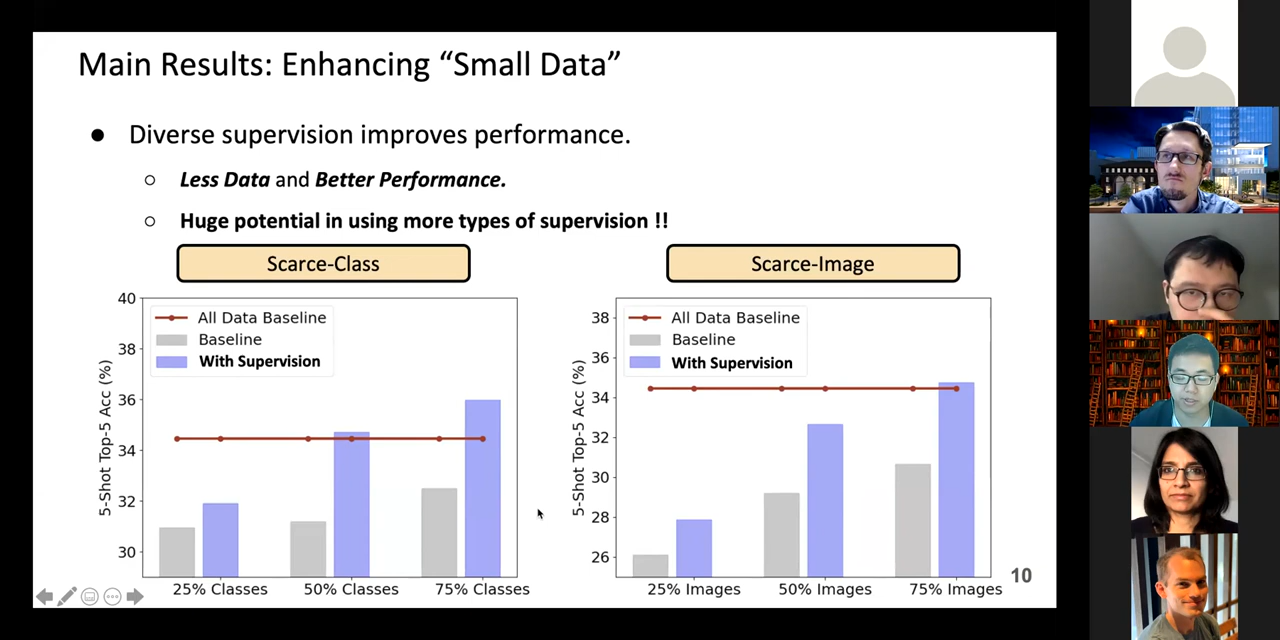 Main Results: Enhancing “Small Data”
● Diverse supervision improves performance.
○ Less Data and Better Performance.
○ Huge potential in using more types of supervision !!
Scarce-Class
Scarce-Image
40
38
36
34
32
30
5-Shot Top-5 Acc (%)
All Data Baseline
Baseline
With Supervision
25% Classes
50% Classes
75% Classes
38
36
34
32
30
28
26
5-Shot Top-5 Acc (%)
All Data Baseline
Baseline
With Supervision
25% Images
50% Images
75% Images
10